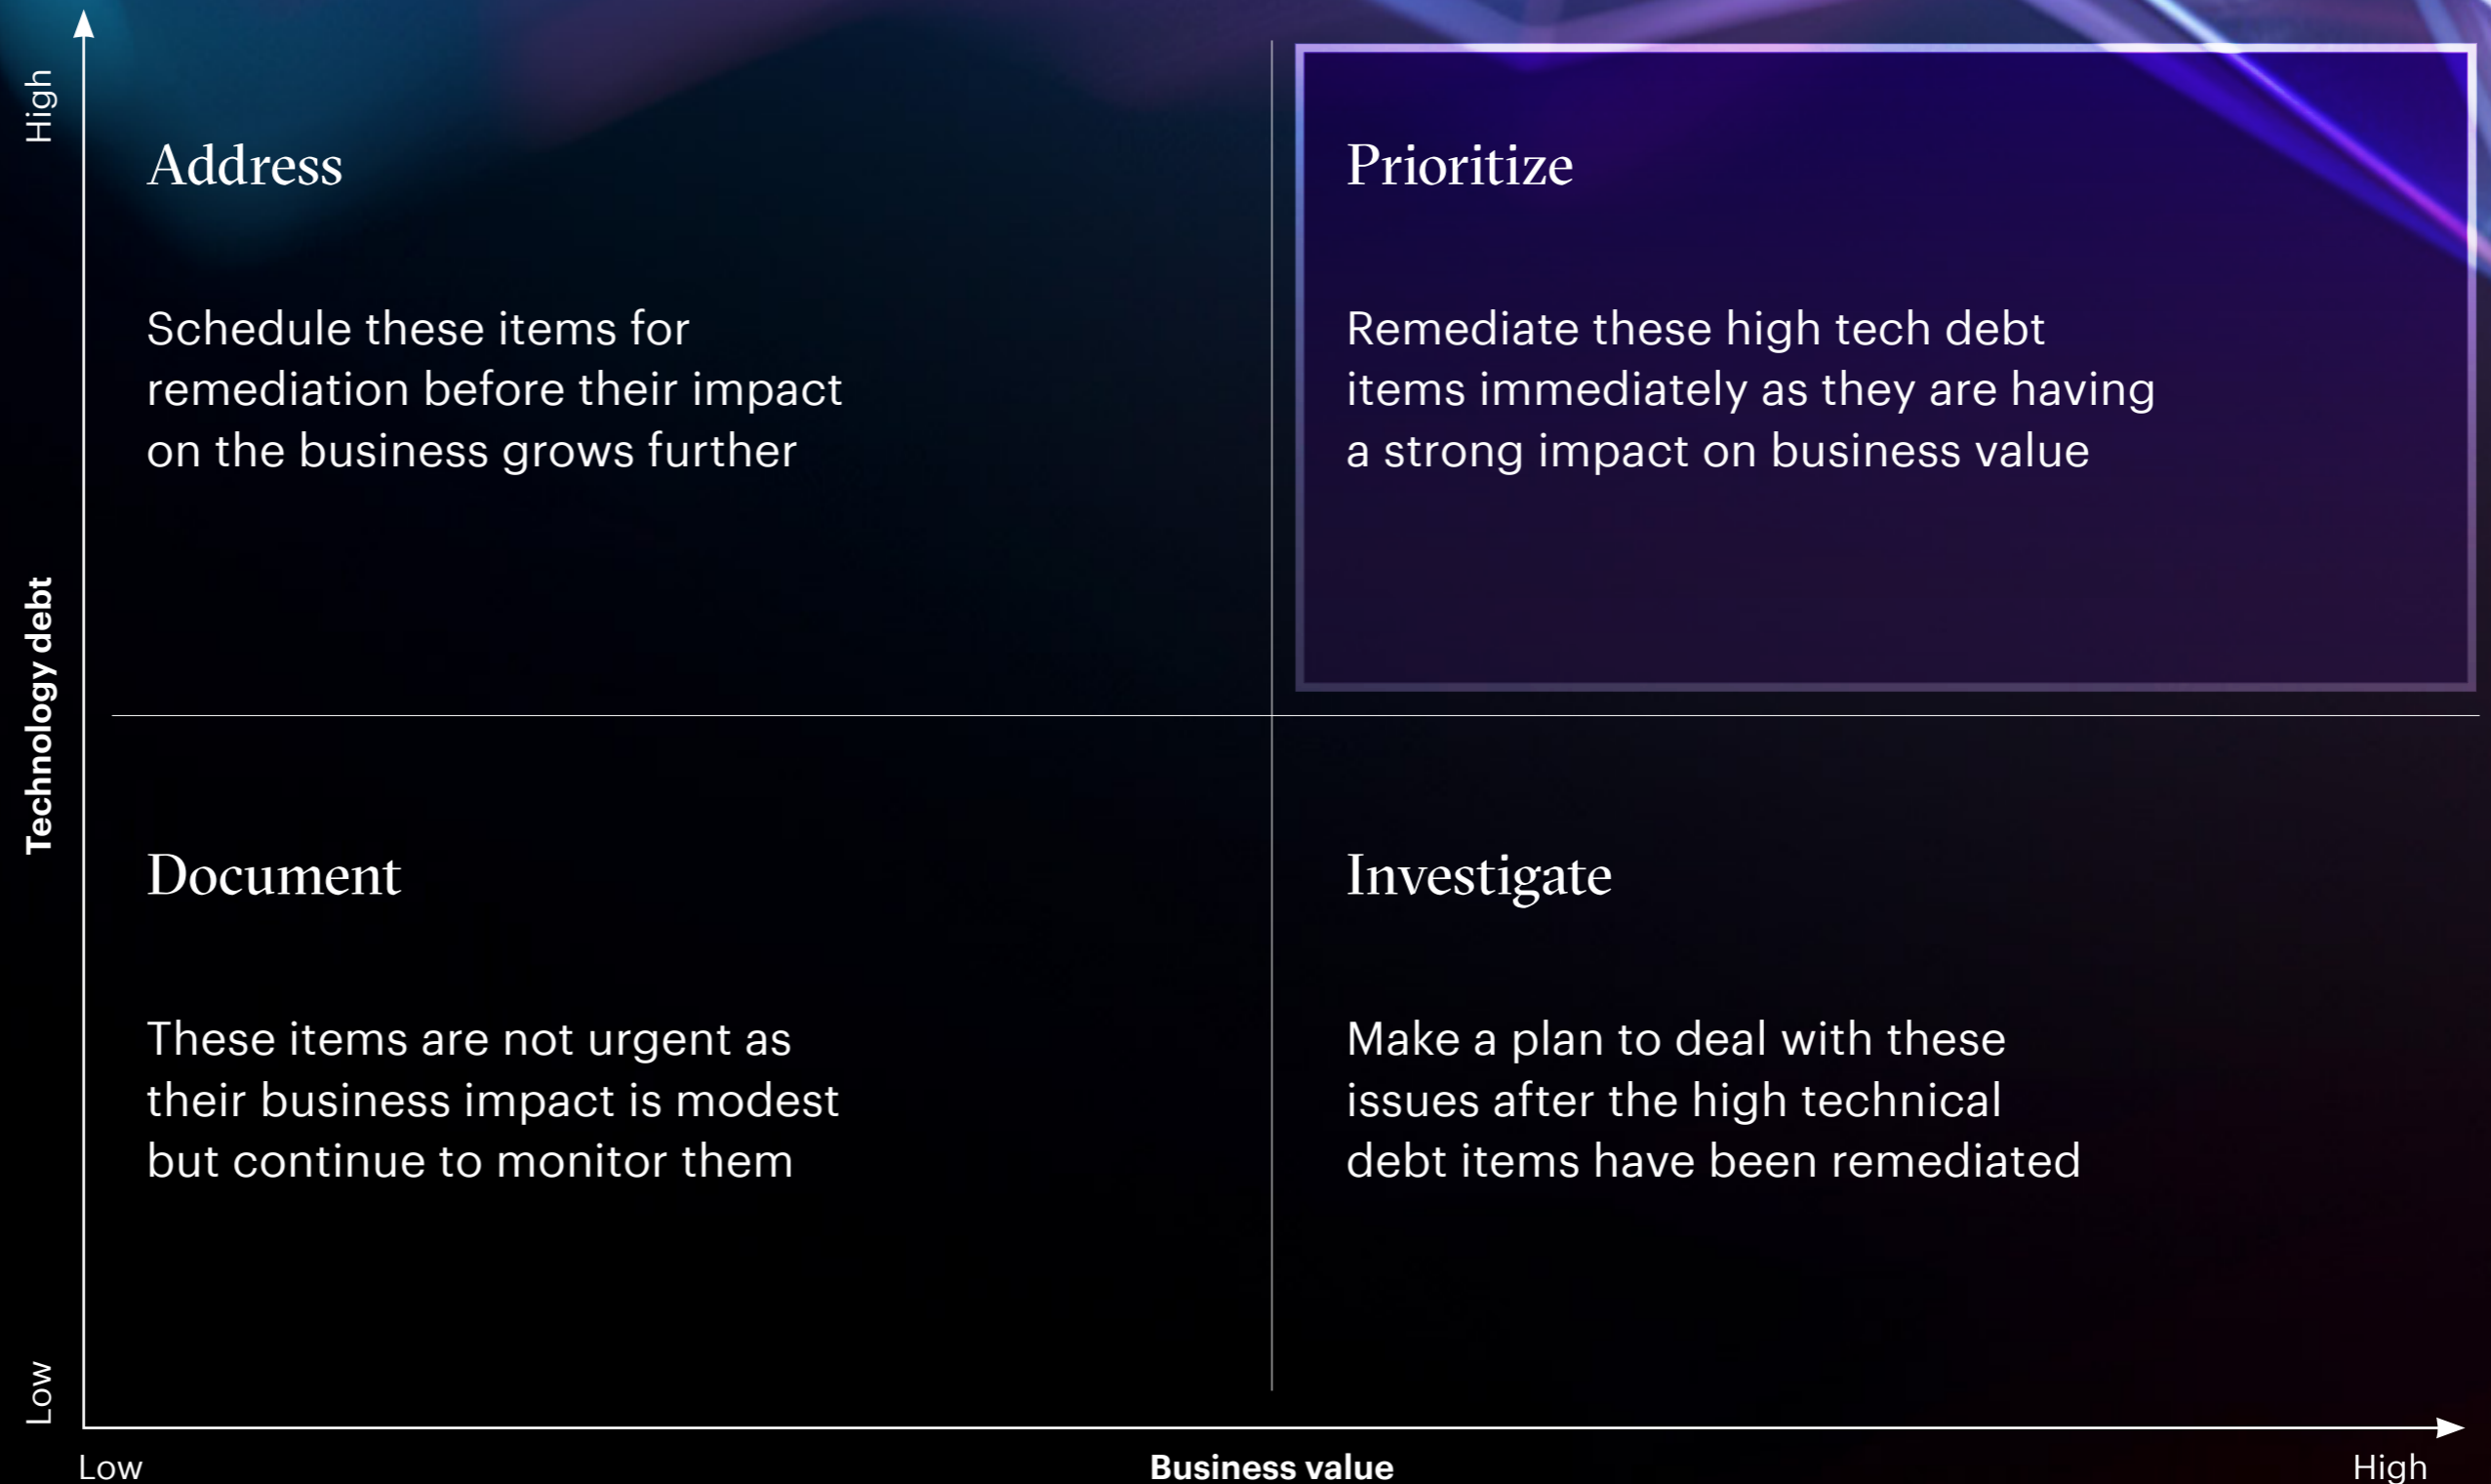 High
Address
Schedule these items for
remediation before their impact
on the business grows further
Prioritize
Remediate these high tech debt
items immediately as they are having
a strong impact on business value
Technology debt
Document
These items are not urgent as
their business impact is modest
but continue to monitor them
Investigate
Make a plan to deal with these
issues after the high technical
debt items have been remediated
Low
Low
Business value
High